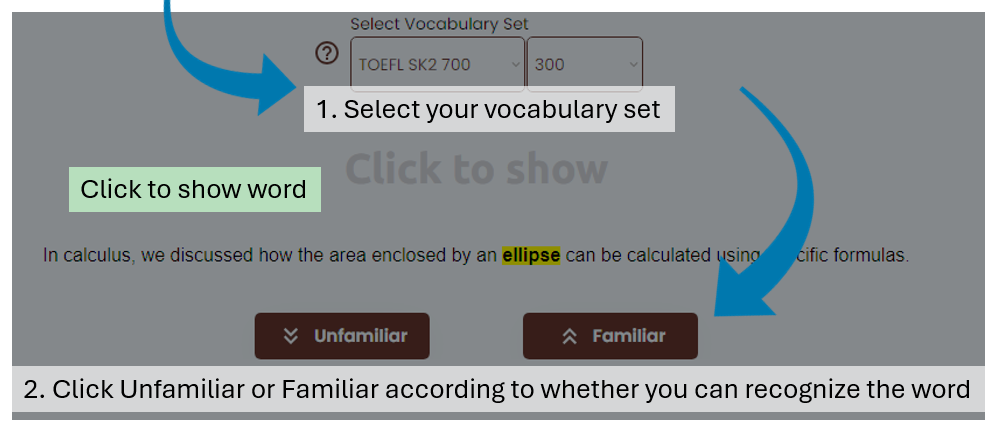 Select Vocabulary Set
TOEFL SK2 700 300
1. Select your vocabulary set
Click to show
Click to show word
In calculus, we discussed how the area enclosed by an ellipse can be calculated using cific formulas.
Unfamiliar Familiar
2. Click Unfamiliar or Familiar according to whether you can recognize the word